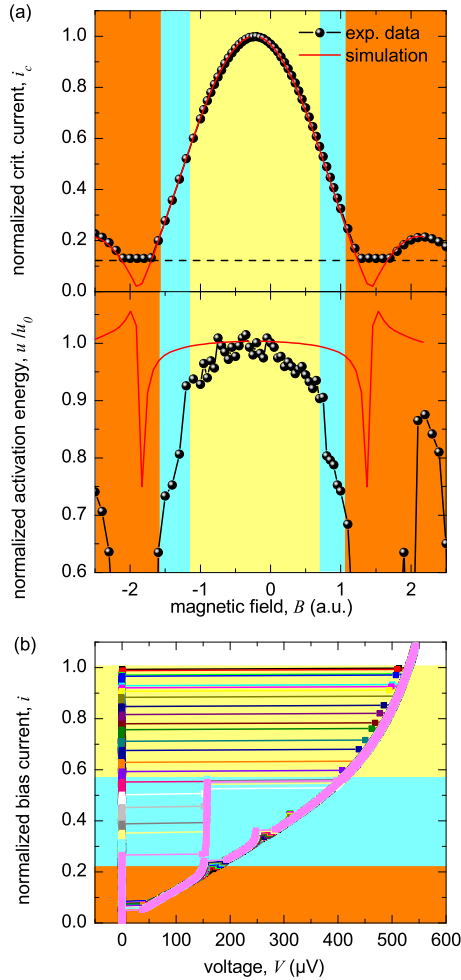 (a)
exp. data
simulation
normalized crit. current, i_c
1.0
0.8
0.6
0.4
0.2
0.0
normalized activation energy, u /u_0
1.0
0.9
0.8
0.7
0.6
-2 -1 0 1 2
magnetic field, B (a.u.)
(b)
normalized bias current, i
1.0
0.8
0.6
0.4
0.2
0.0
0 100 200 300 400 500 600
voltage, V (µV)